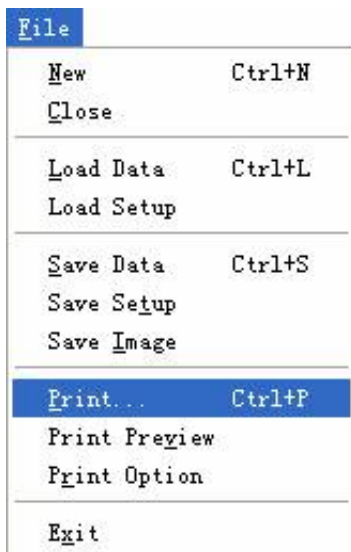 File
New Ctrl+N
Close
Load Data Ctrl+L
Load Setup
Save Data Ctrl+S
Save Setup
Save Image
Print... Ctrl+P
Print Preview
Print Option
Exit